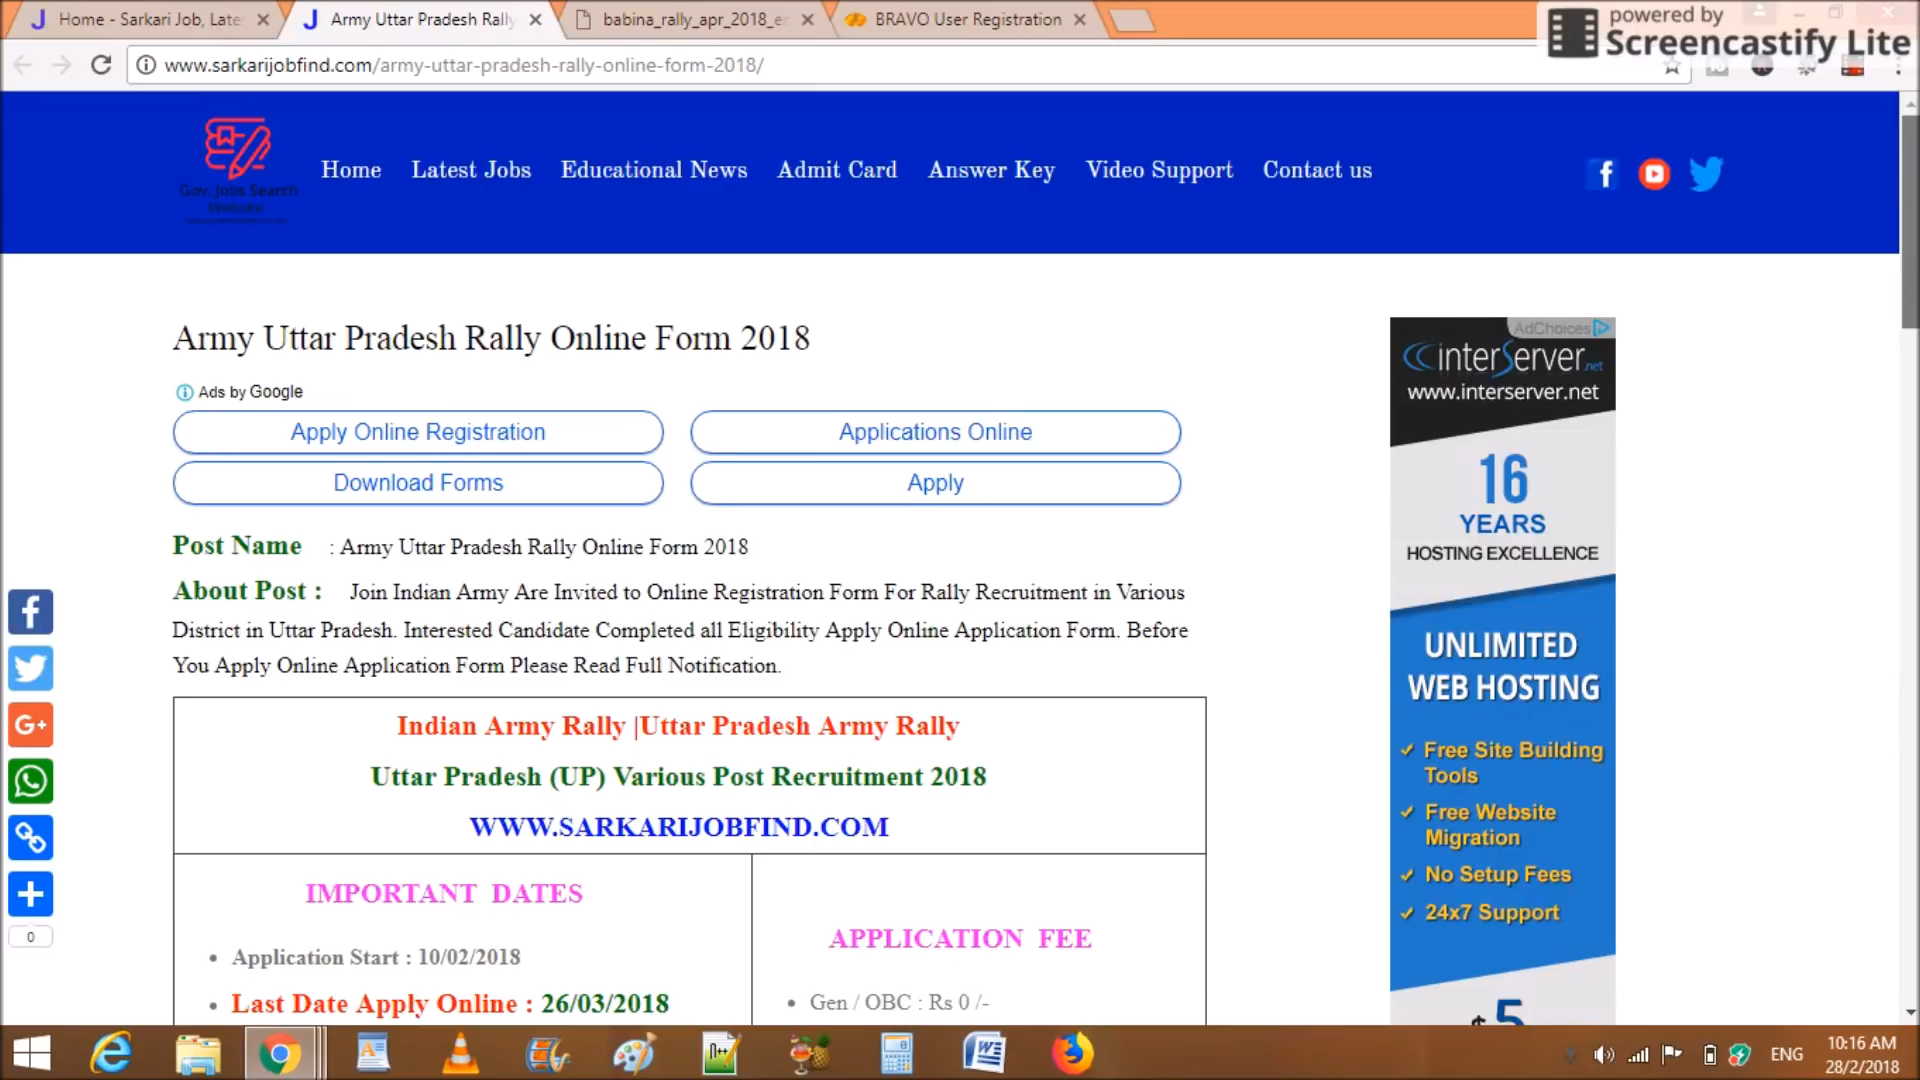 Home - Sarkari Job, Late
Army Uttar Pradesh Rally
babina_rally_apr_2018_e
BRAVO User Registration
powered by
Screencastify Lite
www.sarkarijobfind.com/army-uttar-pradesh-rally-online-form-2018/
Gov. Jobs Search
Website
Home
Latest Jobs
Educational News
Admit Card
Answer Key
Video Support
Contact us
Army Uttar Pradesh Rally Online Form 2018
Ads by Google
Apply Online Registration
Applications Online
Download Forms
Apply
Post Name : Army Uttar Pradesh Rally Online Form 2018
About Post : Join Indian Army Are Invited to Online Registration Form For Rally Recruitment in Various
District in Uttar Pradesh. Interested Candidate Completed all Eligibility Apply Online Application Form. Before
You Apply Online Application Form Please Read Full Notification.
Indian Army Rally |Uttar Pradesh Army Rally
Uttar Pradesh (UP) Various Post Recruitment 2018
WWW.SARKARIJOBFIND.COM
IMPORTANT DATES
Application Start : 10/02/2018
Last Date Apply Online : 26/03/2018
APPLICATION FEE
Gen / OBC : Rs 0 /-
AdChoices
interServer.net
www.interserver.net
16
YEARS
HOSTING EXCELLENCE
UNLIMITED
WEB HOSTING
Free Site Building
Tools
Free Website
Migration
No Setup Fees
24x7 Support
$5
G+
0
ENG
10:16 AM
28/2/2018